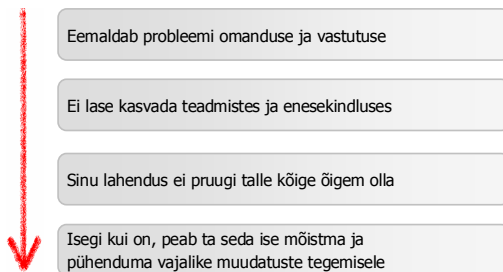 Eemaldab probleemi omanduse ja vastutuse
Ei lase kasvada teadmistes ja enesekindluses
Sinu lahendus ei pruugi talle kõige õigem olla
Isegi kui on, peab ta seda ise mõistma ja
pühenduma vajalike muudatuste tegemisele